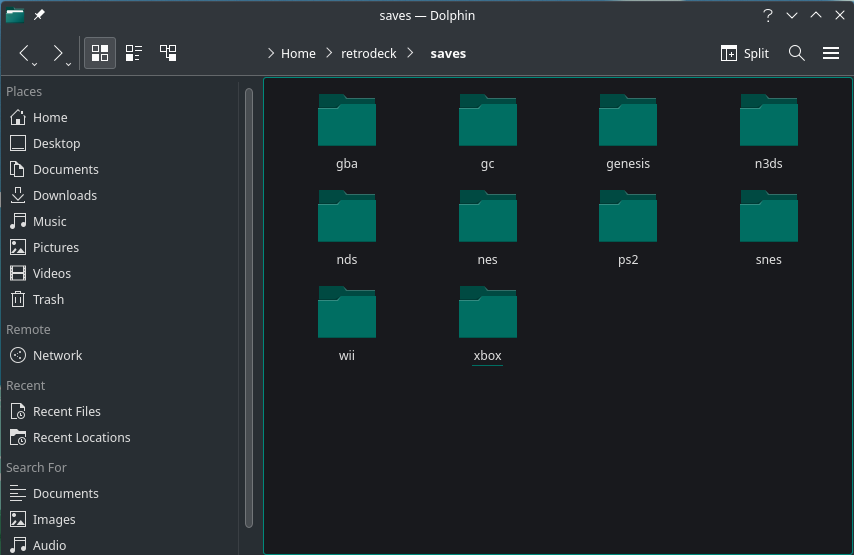 saves — Dolphin
Home retrodeck saves
Split
Places
Home
Desktop
Documents
Downloads
Music
Pictures
Videos
Trash
Remote
Network
Recent
Recent Files
Recent Locations
Search For
Documents
Images
Audio
gba gc genesis n3ds
nds nes ps2 snes
wii xbox